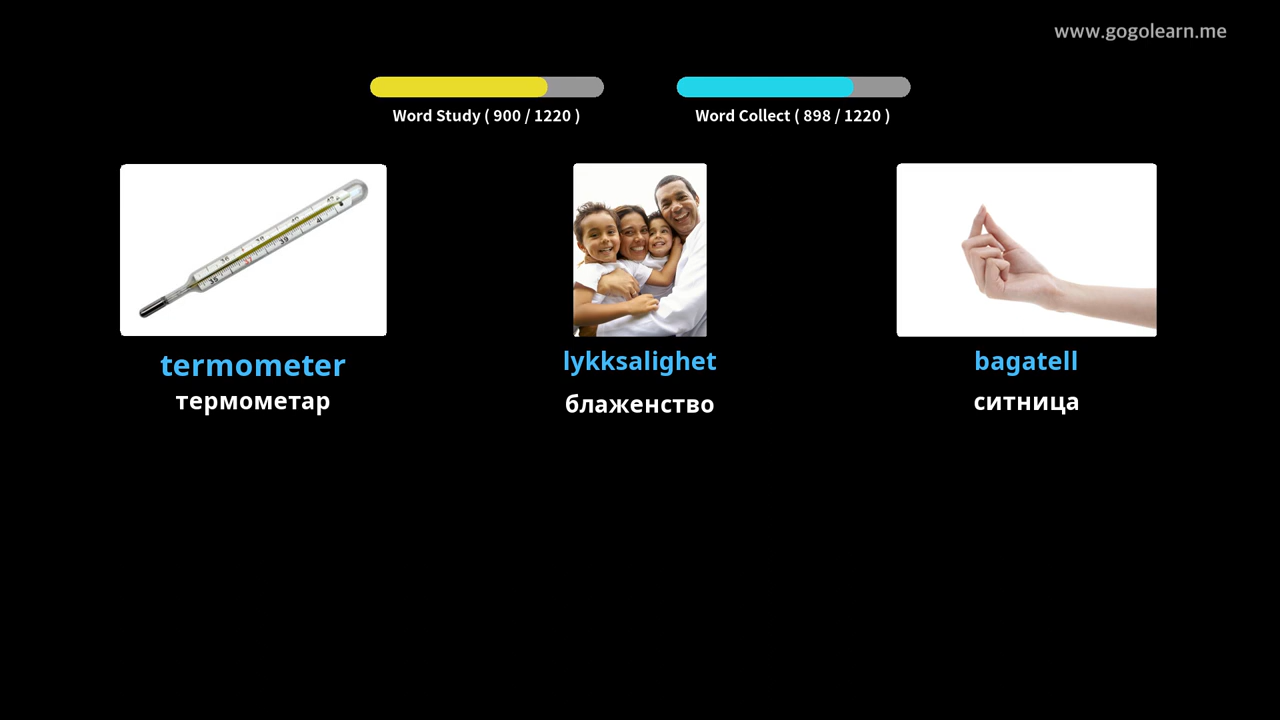 www.gogolearn.me
Word Study ( 900 / 1220 )
Word Collect ( 898 / 1220 )
termometer
термометар
lykksalighet
блаженство
bagatell
ситница